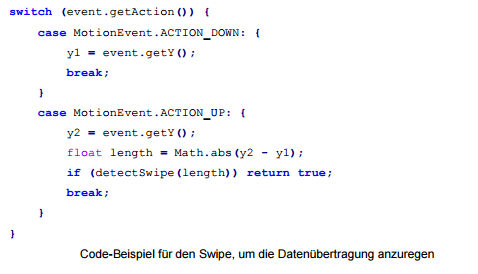 switch (event.getAction()) {
    case MotionEvent.ACTION_DOWN: {
        y1 = event.getY();
        break;
    }
    case MotionEvent.ACTION_UP: {
        y2 = event.getY();
        float length = Math.abs(y2 - y1);
        if (detectSwipe(length)) return true;
        break;
    }
}
Code-Beispiel für den Swipe, um die Datenübertragung anzuregen